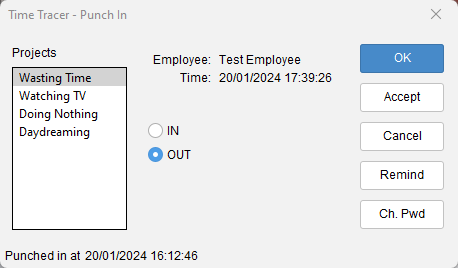 Time Tracer - Punch In
Projects
Wasting Time
Watching TV
Doing Nothing
Daydreaming
Employee: Test Employee
Time: 20/01/2024 17:39:26
IN
OUT
OK
Accept
Cancel
Remind
Ch. Pwd
Punched in at 20/01/2024 16:12:46